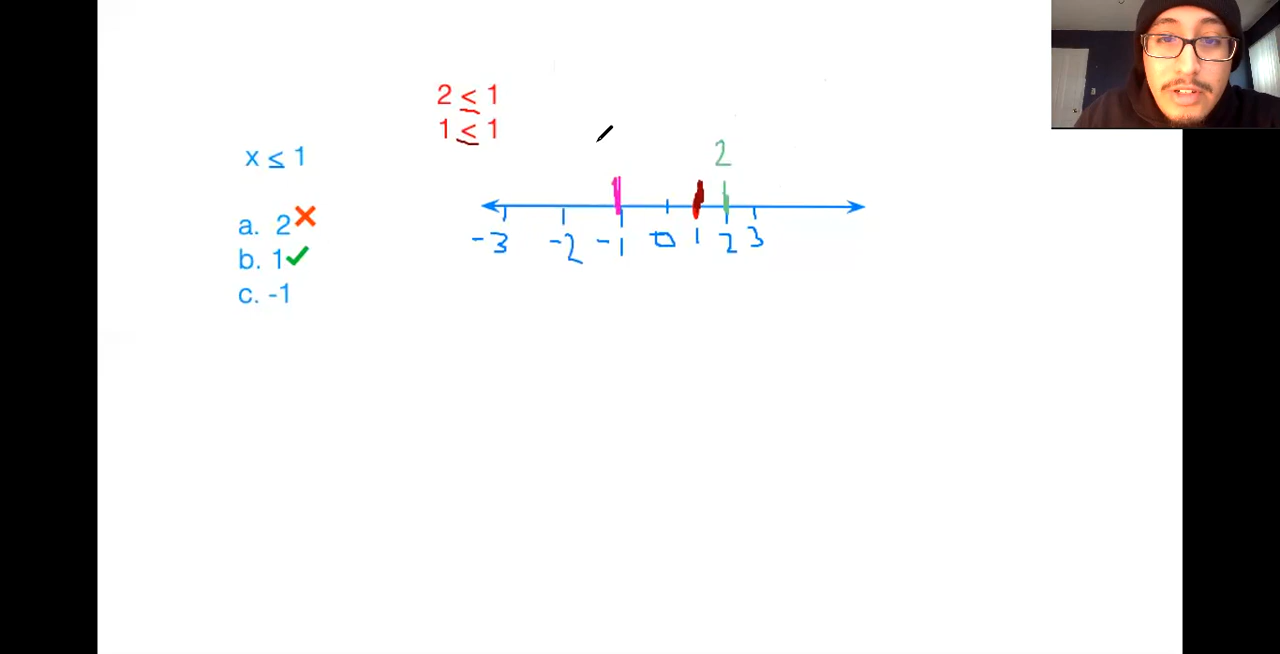 2 ≤ 1
1 ≤ 1
x ≤ 1
2
a. 2 ❌
b. 1 ✓
c. -1
-3 -2 -1 0 1 2 3